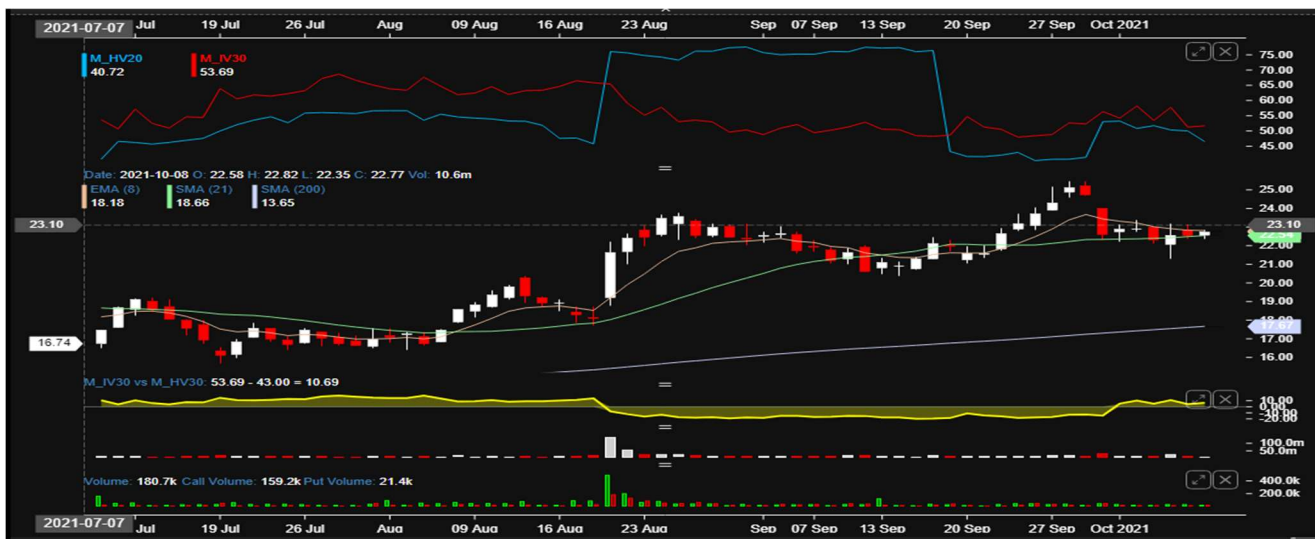 2021-07-07 Jul 19 Jul 26 Jul Aug 09 Aug 16 Aug 23 Aug Sep 07 Sep 13 Sep 20 Sep 27 Sep Oct 2021
M_HV20 M_IV30
40.72 53.69
75.00
70.00
65.00
60.00
55.00
50.00
45.00
Date: 2021-10-08 O: 22.58 H: 22.82 L: 22.35 C: 22.77 Vol: 10.6m
EMA (8) SMA (21) SMA (200)
18.18 18.66 13.65
25.00
24.00
23.10 23.10
22.00
21.00
19.00
18.00
17.67
17.00
16.74
16.00
M_IV30 vs M_HV30: 53.69 - 43.00 = 10.69
10.00
0.00
-10.00
-20.00
100.0m
50.0m
Volume: 180.7k Call Volume: 159.2k Put Volume: 21.4k
400.0k
200.0k
2021-07-07 Jul 19 Jul 26 Jul Aug 09 Aug 16 Aug 23 Aug Sep 07 Sep 13 Sep 20 Sep 27 Sep Oct 2021